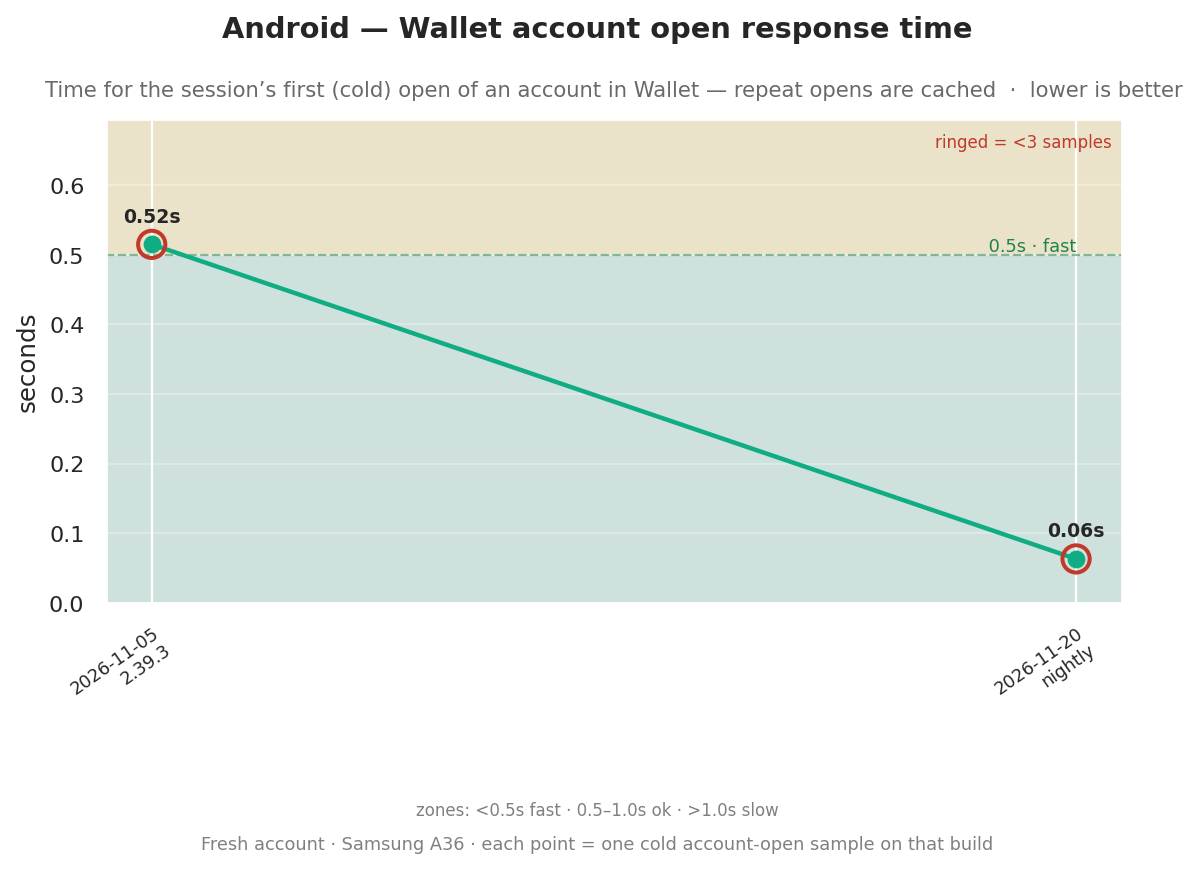 Android — Wallet account open response time
Time for the session’s first (cold) open of an account in Wallet — repeat opens are cached  ·  lower is better
ringed = <3 samples
0.6
0.52s
0.5s · fast
0.5
0.4
seconds
0.3
0.2
0.1
0.06s
0.0
2026-11-05
2.39.3
2026-11-20
nightly
zones: <0.5s fast · 0.5–1.0s ok · >1.0s slow
Fresh account · Samsung A36 · each point = one cold account-open sample on that build